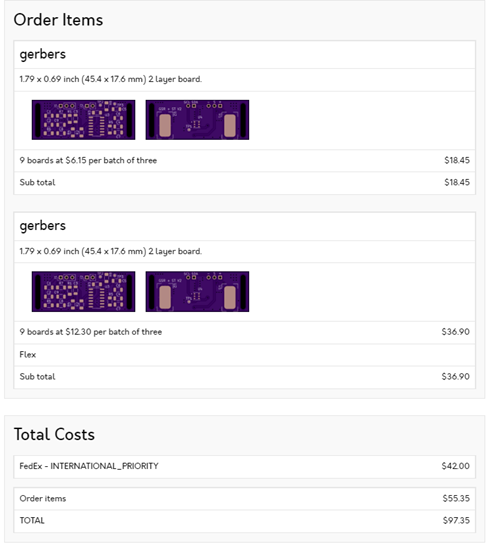 Order Items
gerbers
1.79 x 0.69 inch (45.4 x 17.6 mm) 2 layer board.
9 boards at $6.15 per batch of three $18.45
Sub total $18.45
gerbers
1.79 x 0.69 inch (45.4 x 17.6 mm) 2 layer board.
9 boards at $12.30 per batch of three $36.90
Flex
Sub total $36.90
Total Costs
FedEx - INTERNATIONAL_PRIORITY $42.00
Order items $55.35
TOTAL $97.35